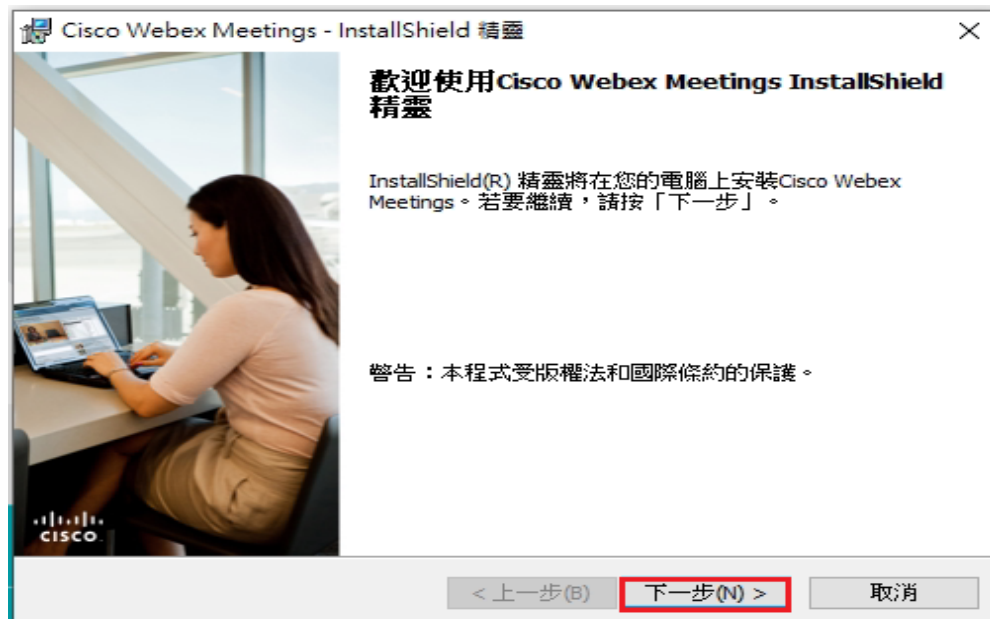 Cisco Webex Meetings - InstallShield 精靈
歡迎使用Cisco Webex Meetings InstallShield
精靈
InstallShield(R) 精靈將在您的電腦上安裝Cisco Webex
Meetings。若要繼續，請按「下一步」。
警告：本程式受版權法和國際條約的保護。
CISCO
< 上一步(B)
下一步(N) >
取消